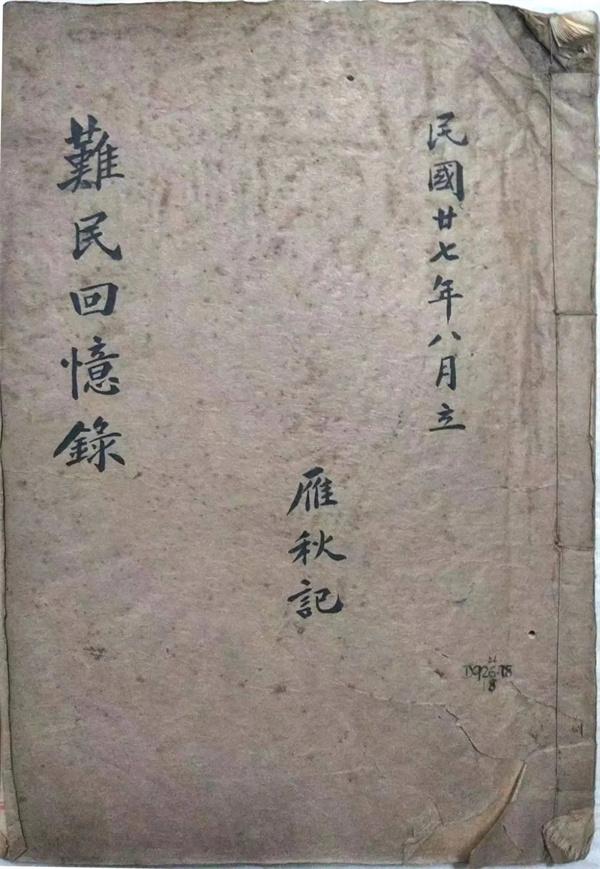 民國廿七年八月立
雁秋記
難民回憶錄